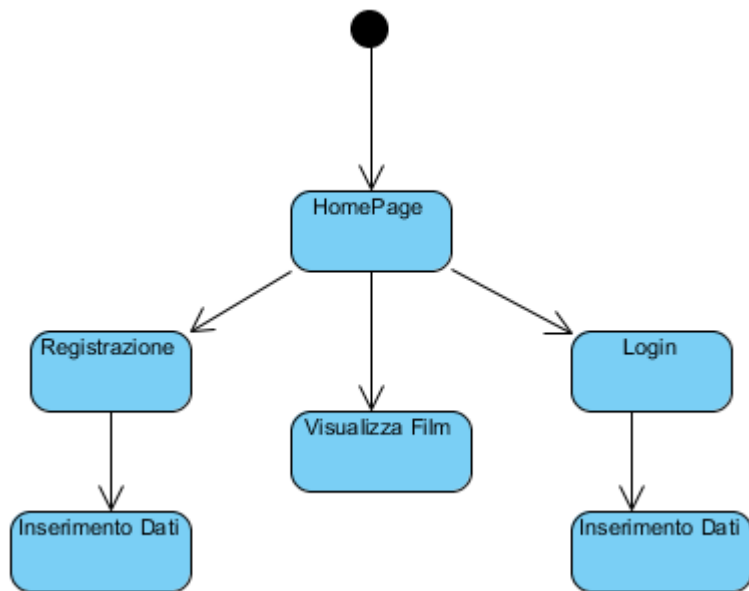 HomePage
Registrazione
Login
Visualizza Film
Inserimento Dati
Inserimento Dati